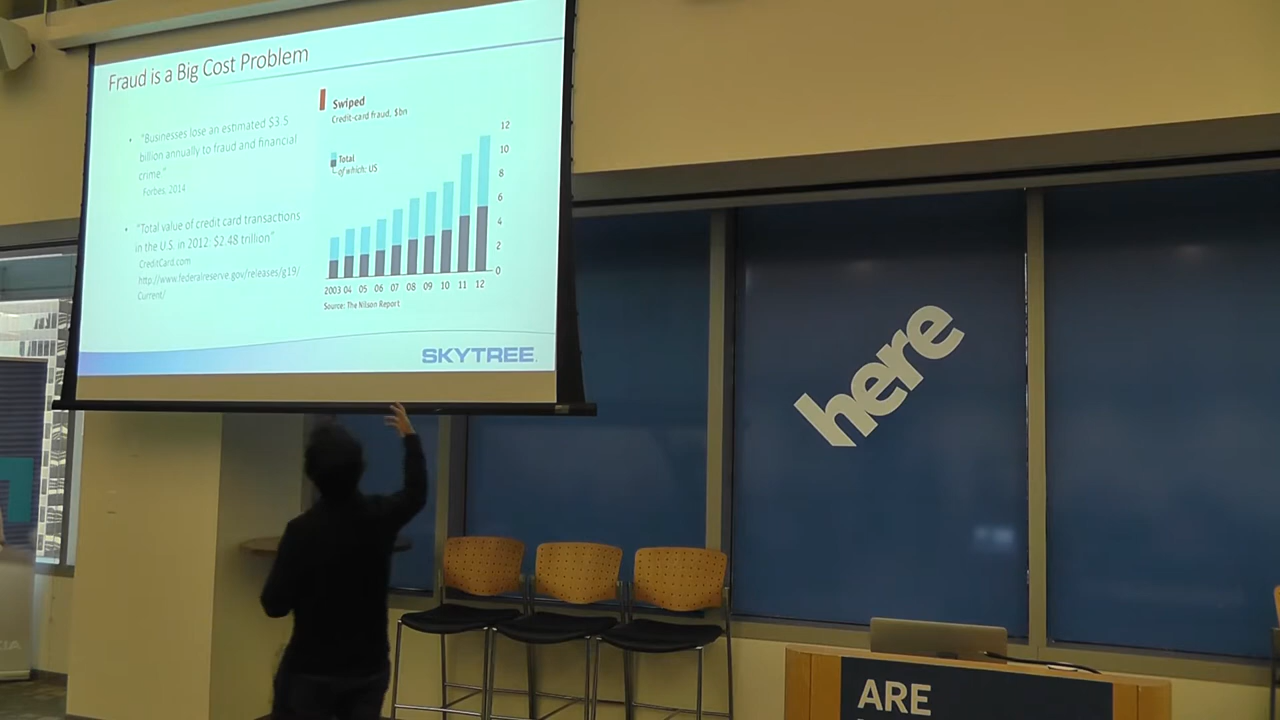 Fraud is a Big Cost Problem
• "Businesses lose an estimated $3.5
billion annually to fraud and financial
crime."
Forbes, 2014
• "Total value of credit card transactions
in the U.S. in 2012: $2.48 trillion"
CreditCard.com
http://www.federalreserve.gov/releases/g19/
Current/
Swiped
Credit-card fraud, $bn
Total
of which: US
12
10
8
6
4
2
0
2003 04 05 06 07 08 09 10 11 12
Source: The Nilson Report
SKYTREE
here
ARE